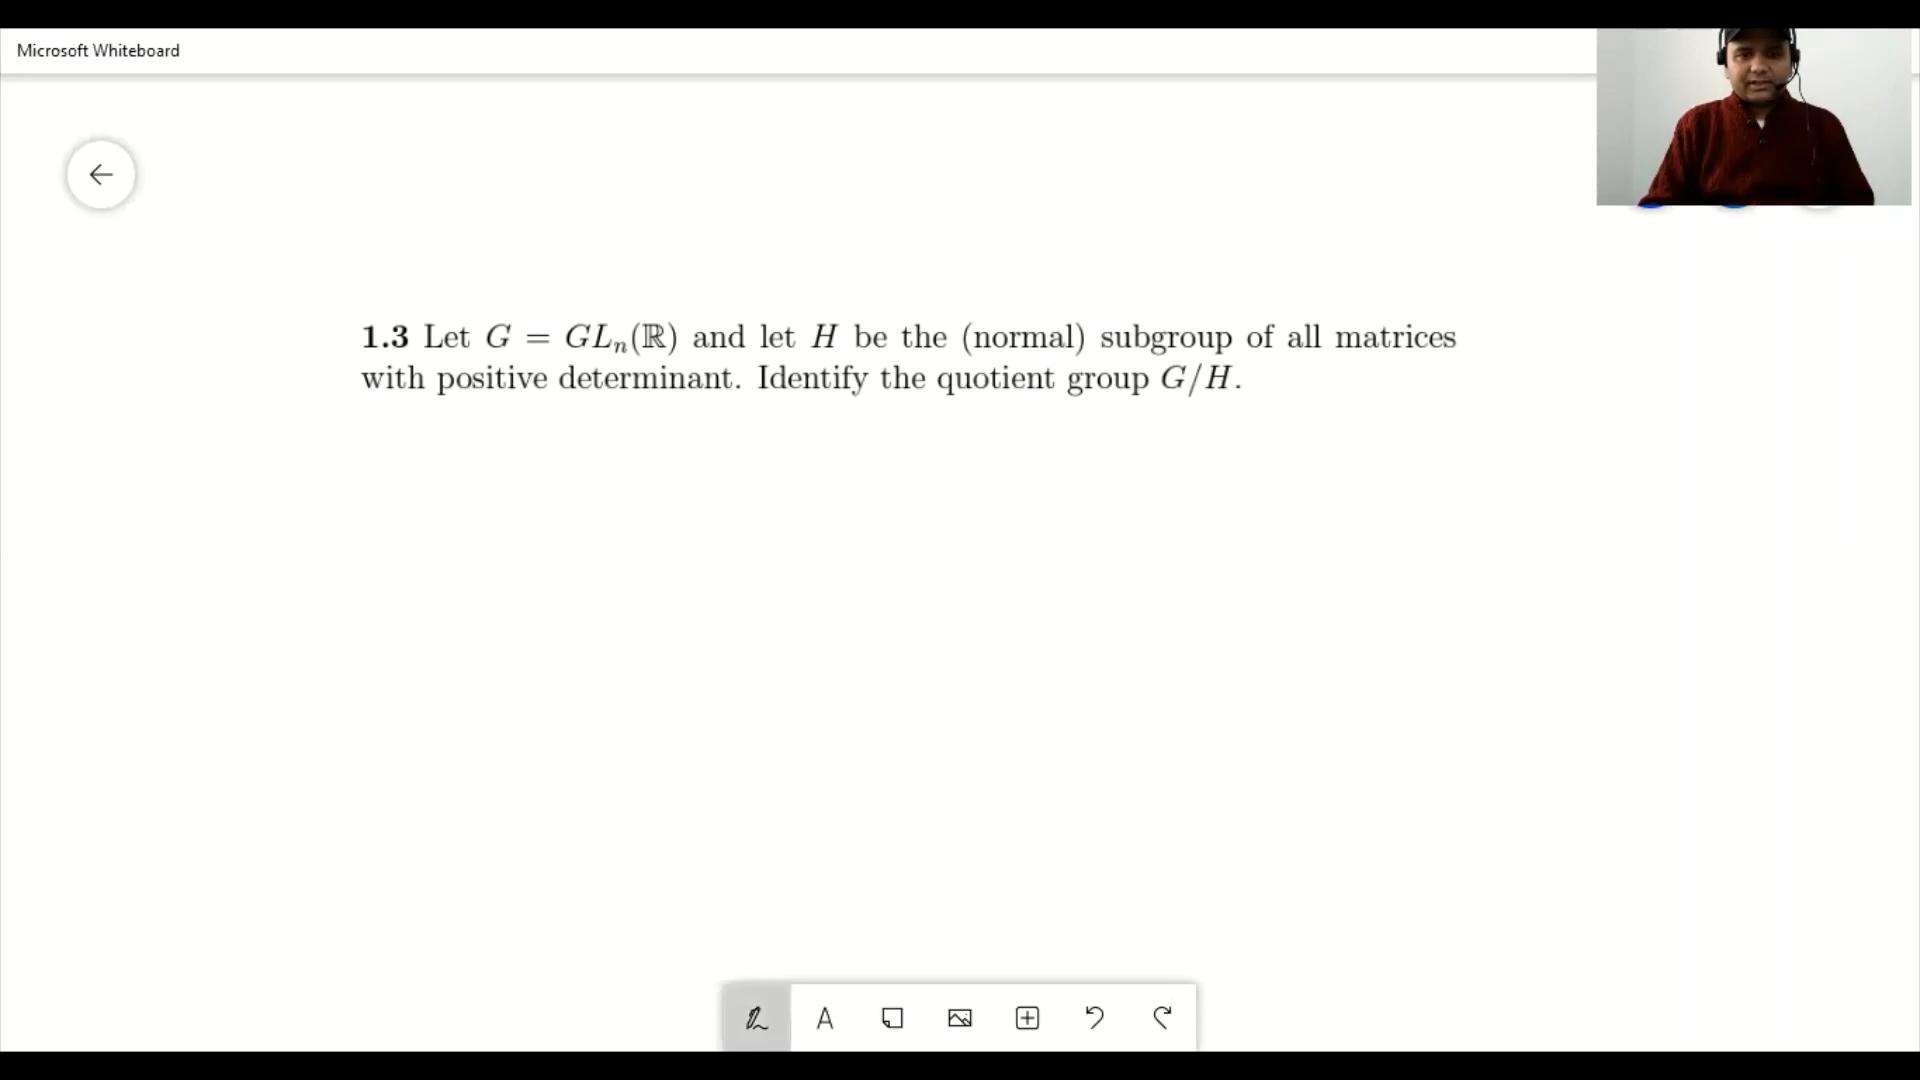 Microsoft Whiteboard
1.3 Let G = GLₙ(ℝ) and let H be the (normal) subgroup of all matrices
with positive determinant. Identify the quotient group G/H.
A